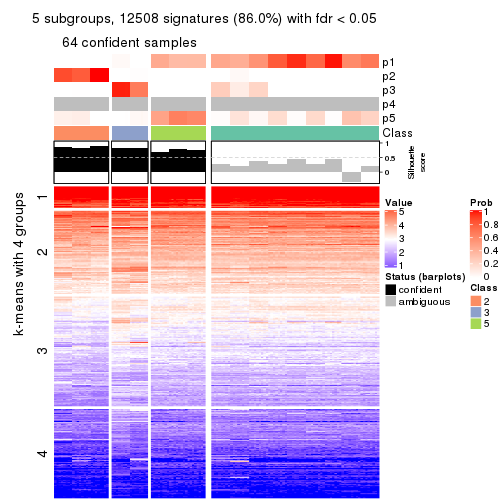 5 subgroups, 12508 signatures (86.0%) with fdr < 0.05
64 confident samples
p1
p2
p3
p4
p5
Class
1
0.5
0
Silhouette
score
k-means with 4 groups
1
2
3
4
Value
5
4
3
2
1
Status (barplots)
confident
ambiguous
Prob
1
0.8
0.6
0.4
0.2
0
Class
2
3
5